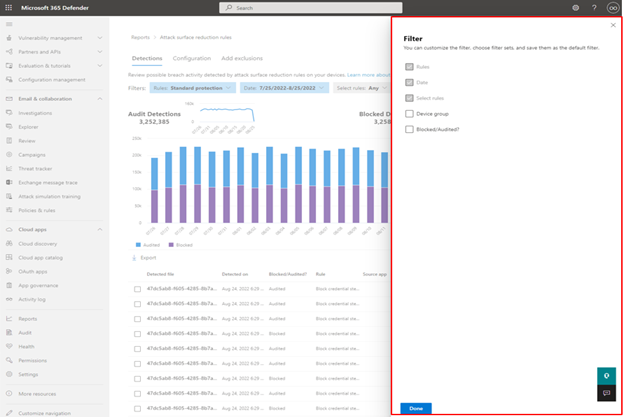 Microsoft 365 Defender
Search
Vulnerability management
Partners and APIs
Evaluation & tutorials
Configuration management
Email & collaboration
Investigations
Explorer
Review
Campaigns
Threat tracker
Exchange message trace
Attack simulation training
Policies & rules
Cloud apps
Cloud discovery
Cloud app catalog
OAuth apps
App governance
Activity log
Reports
Audit
Health
Permissions
Settings
More resources
Customize navigation
Reports > Attack surface reduction rules
Detections Configuration Add exclusions
Review possible breach activity detected by attack surface reduction rules on your devices. Learn more about
Filters: Rules: Standard protection Date: 7/25/2022-8/25/2022 Select rules: Any
Audit Detections
3,252,385
Blocked D
3,258
250k
200k
150k
100k
50k
0
Audited Blocked
Export
Detected file Detected on Blocked/Audited? Rule Source app
47dc5ab8-f605-4285-8b7a... Aug 24, 2022 6:29 ... Audited Block credential ste...
47dc5ab8-f605-4285-8b7a... Aug 24, 2022 6:29 ... Audited Block credential ste...
47dc5ab8-f605-4285-8b7a... Aug 24, 2022 6:29 ... Blocked Block credential ste...
47dc5ab8-f605-4285-8b7a... Aug 24, 2022 6:29 ... Audited Block credential ste...
47dc5ab8-f605-4285-8b7a... Aug 24, 2022 6:29 ... Blocked Block credential ste...
47dc5ab8-f605-4285-8b7a... Aug 24, 2022 6:29 ... Audited Block credential ste...
47dc5ab8-f605-4285-8b7a... Aug 24, 2022 6:29 ... Blocked Block credential ste...
47dc5ab8-f605-4285-8b7a... Aug 24, 2022 6:29 ... Audited Block credential ste...
47dc5ab8-f605-4285-8b7a... Aug 24, 2022 6:29 ... Blocked Block credential ste...
Filter
You can customize the filter, choose filter sets, and save them as the default filter.
Rules
Date
Select rules
Device group
Blocked/Audited?
Done